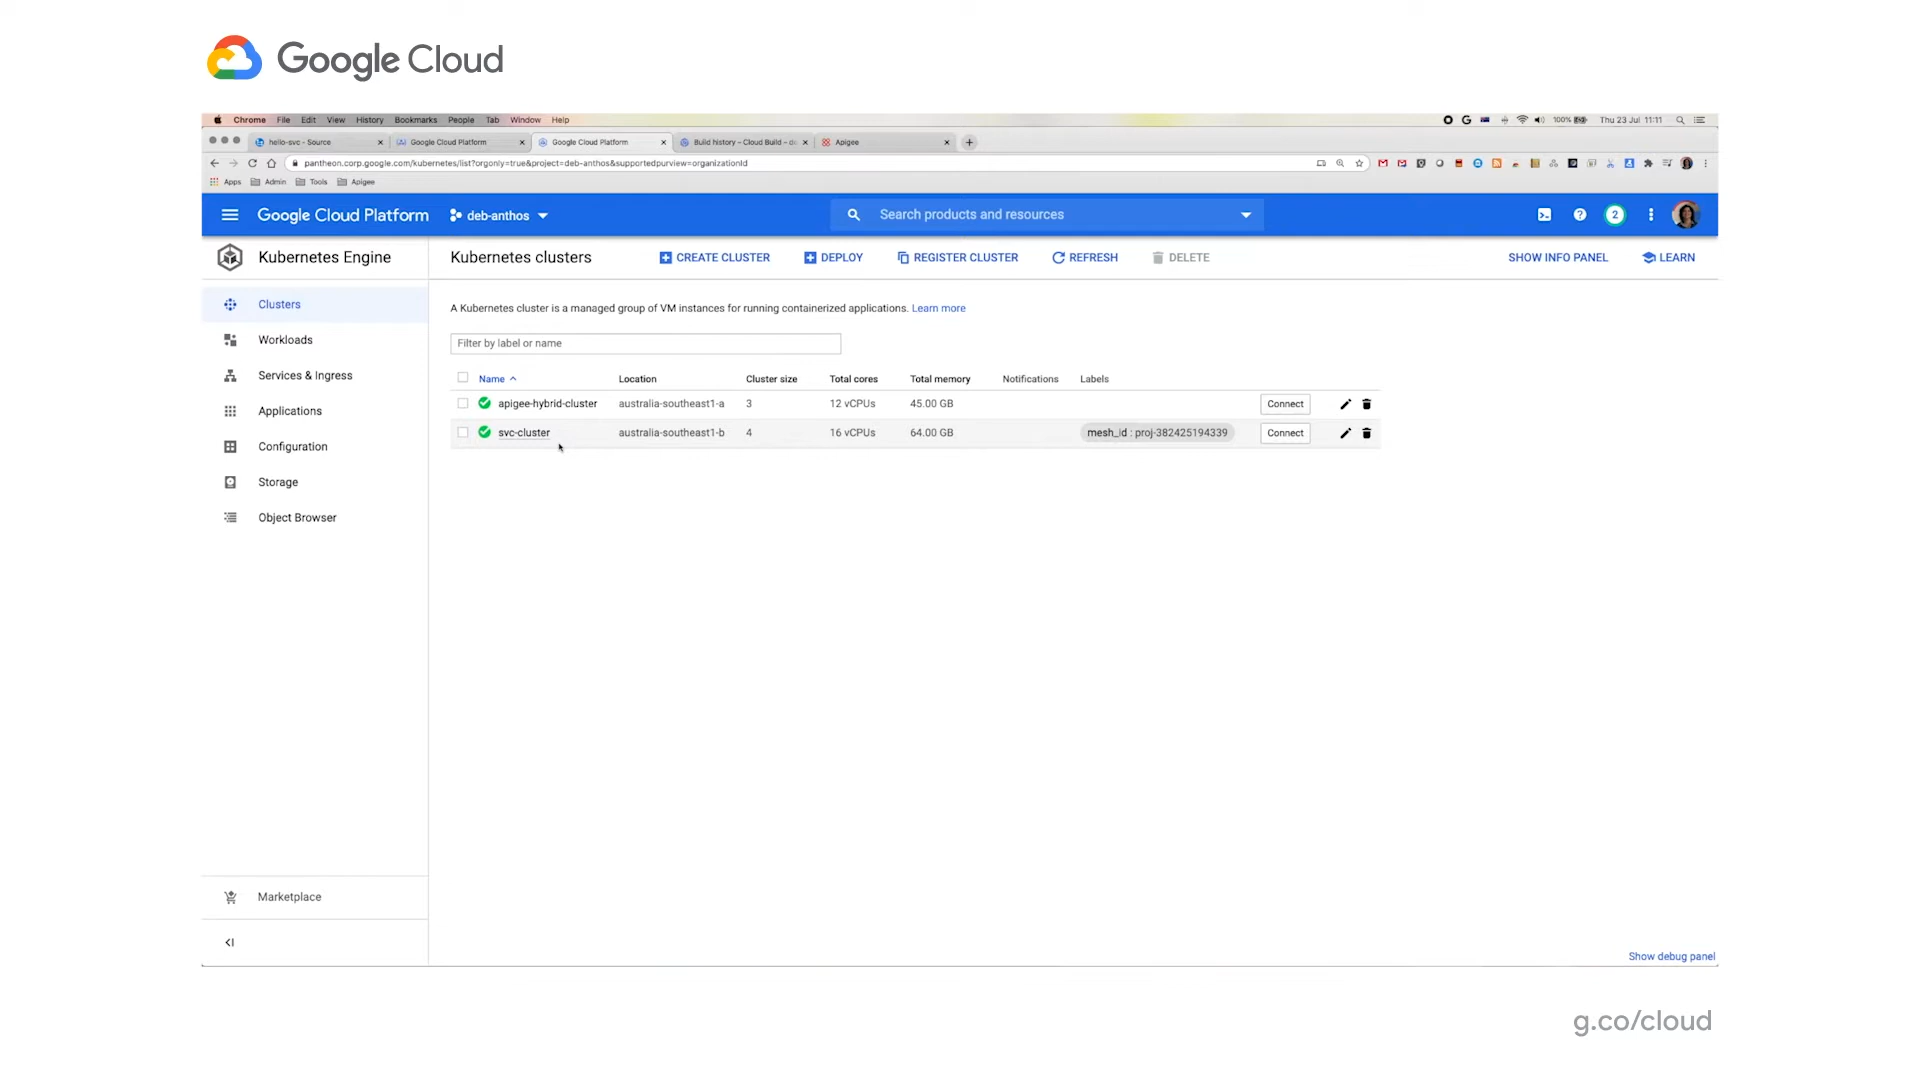 Google Cloud
Chrome File Edit View History Bookmarks People Tab Window Help 100% Thu 23 Jul 11:11
hello-svc - Source Google Cloud Platform Google Cloud Platform Build history – Cloud Build – de Apigee
pantheon.corp.google.com/kubernetes/list?orgonly=true&project=deb-anthos&supportedpurview=organizationId
Apps Admin Tools Apigee
Google Cloud Platform deb-anthos Search products and resources 2
Kubernetes Engine Kubernetes clusters CREATE CLUSTER DEPLOY REGISTER CLUSTER REFRESH DELETE SHOW INFO PANEL LEARN
Clusters
Workloads
Services & Ingress
Applications
Configuration
Storage
Object Browser
Marketplace
A Kubernetes cluster is a managed group of VM instances for running containerized applications. Learn more
Filter by label or name
Name Location Cluster size Total cores Total memory Notifications Labels
apigee-hybrid-cluster australia-southeast1-a 3 12 vCPUs 45.00 GB Connect
svc-cluster australia-southeast1-b 4 16 vCPUs 64.00 GB mesh_id : proj-382425194339 Connect
Show debug panel
g.co/cloud